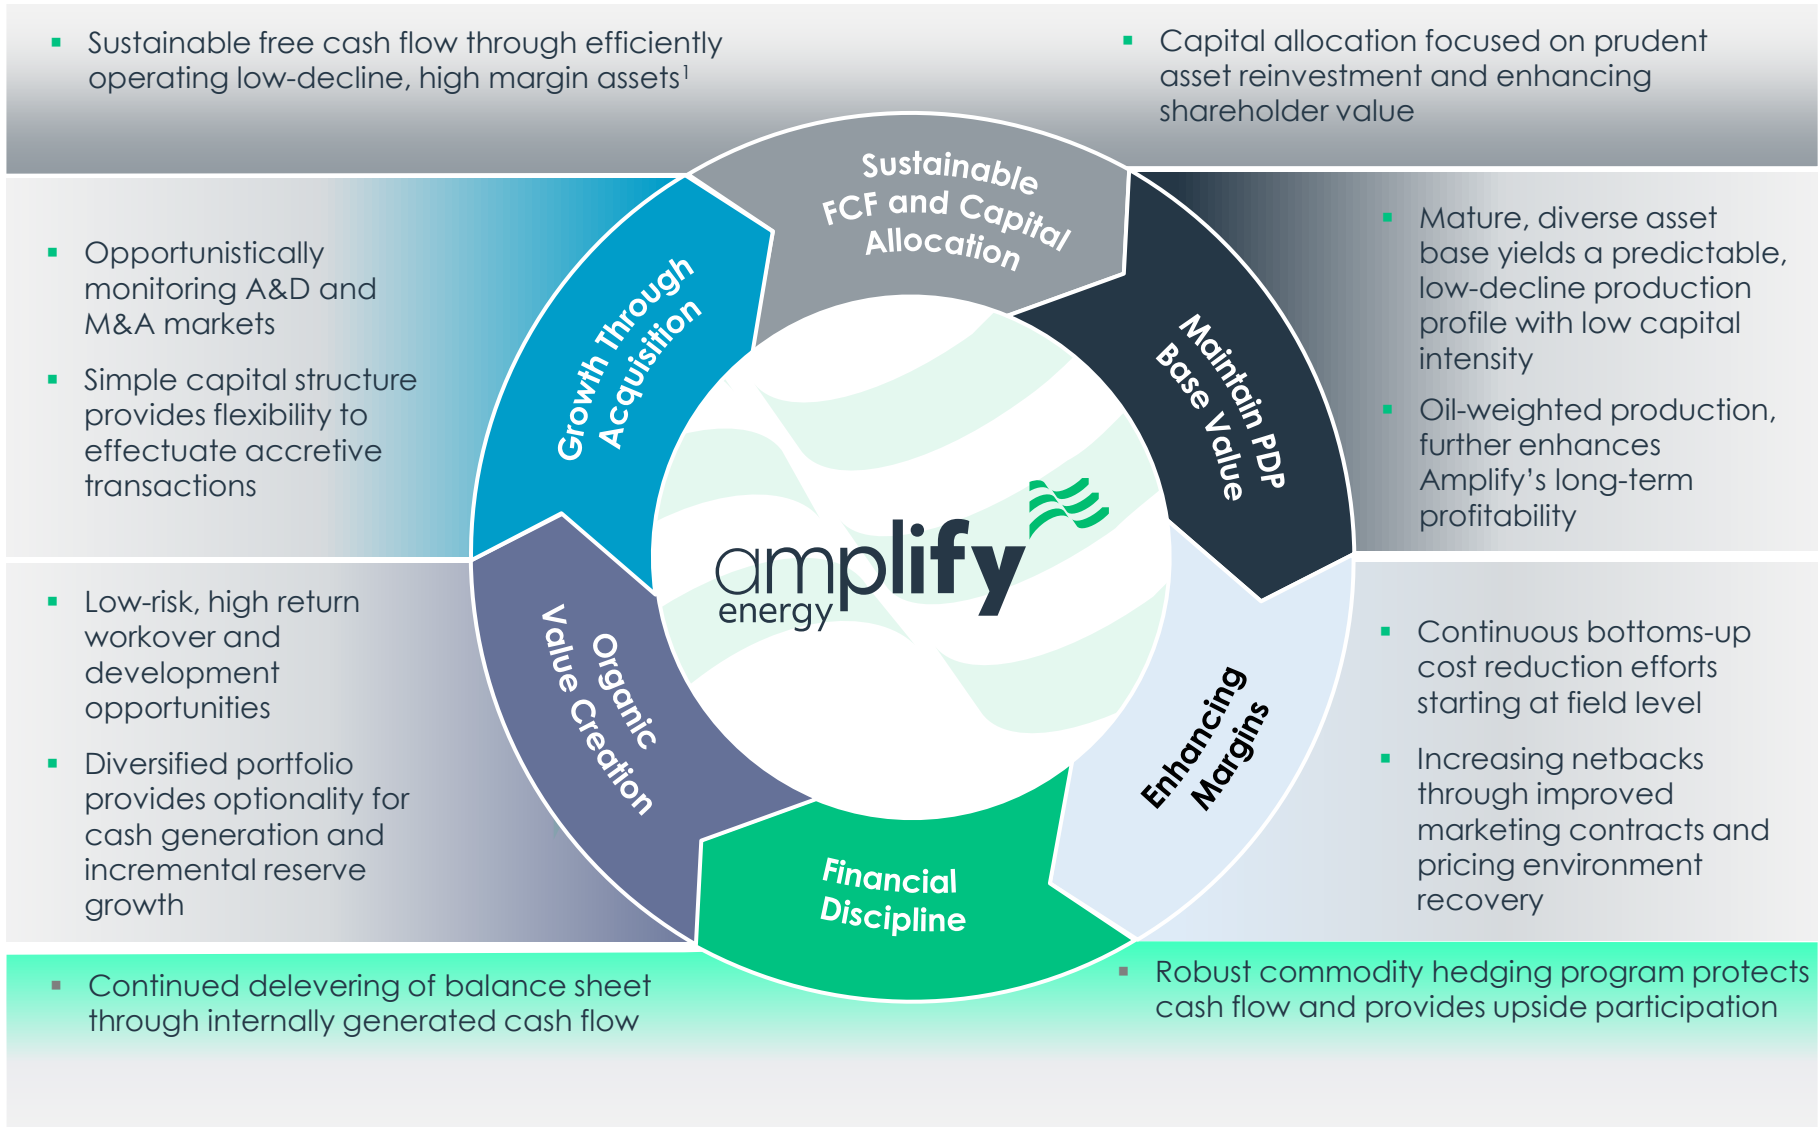 ▪ Sustainable free cash flow through efficiently
operating low-decline, high margin assets¹
▪ Capital allocation focused on prudent
asset reinvestment and enhancing
shareholder value
Sustainable
FCF and Capital
Allocation
▪ Opportunistically
monitoring A&D and
M&A markets
▪ Simple capital structure
provides flexibility to
effectuate accretive
transactions
Growth Through
Acquisition
Maintain PDP
Base Value
▪ Mature, diverse asset
base yields a predictable,
low-decline production
profile with low capital
intensity
▪ Oil-weighted production,
further enhances
Amplify’s long-term
profitability
amplify
energy
▪ Low-risk, high return
workover and
development
opportunities
▪ Diversified portfolio
provides optionality for
cash generation and
incremental reserve
growth
Organic
Value Creation
Enhancing
Margins
▪ Continuous bottoms-up
cost reduction efforts
starting at field level
▪ Increasing netbacks
through improved
marketing contracts and
pricing environment
recovery
Financial
Discipline
▪ Continued delevering of balance sheet
through internally generated cash flow
▪ Robust commodity hedging program protects
cash flow and provides upside participation